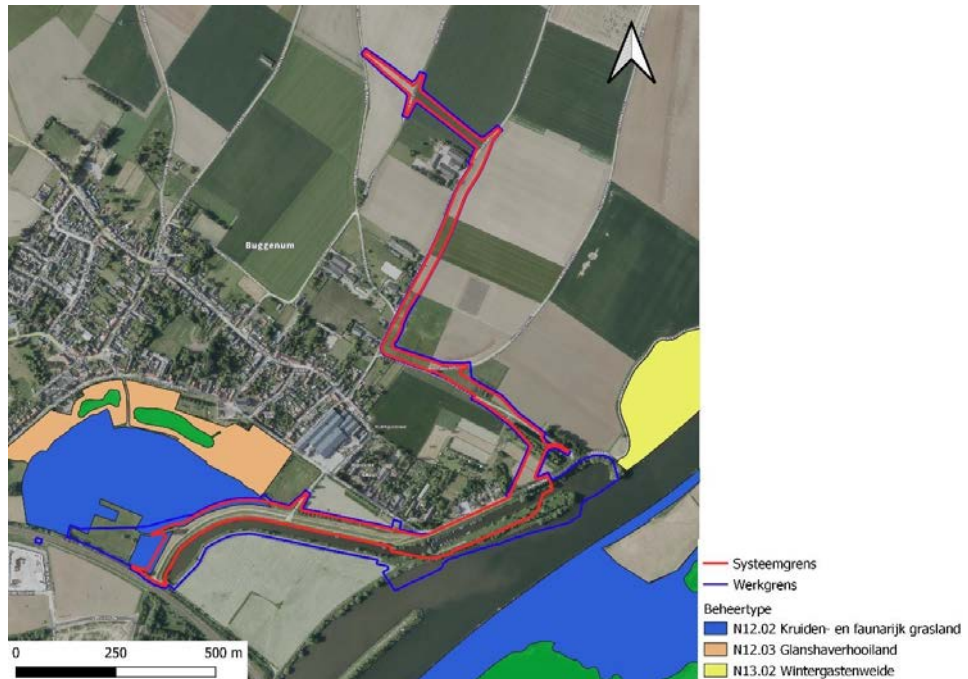 Buggenum
0
250
500 m
Systeemgrens
Werkgrens
Beheertype
N12.02 Kruiden- en faunarijk grasland
N12.03 Glanshaverhooiland
N13.02 Wintergastenweide